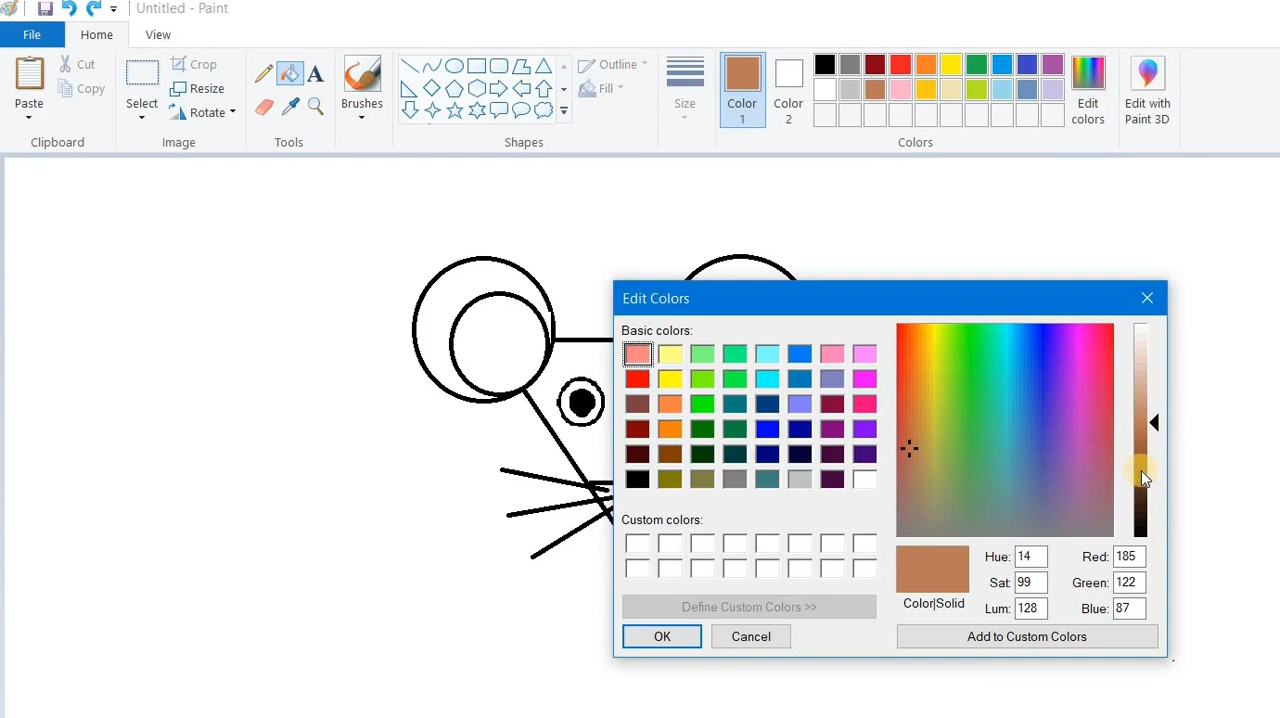 Untitled - Paint
File
Home
View
Paste
Cut
Copy
Clipboard
Select
Crop
Resize
Rotate
Image
A
Tools
Brushes
Outline
Fill
Shapes
Size
Color
1
Color
2
Edit
colors
Colors
Edit with
Paint 3D
Edit Colors
Basic colors:
Custom colors:
Define Custom Colors >>
OK
Cancel
Color|Solid
Hue: 14
Sat: 99
Lum: 128
Red: 185
Green: 122
Blue: 87
Add to Custom Colors